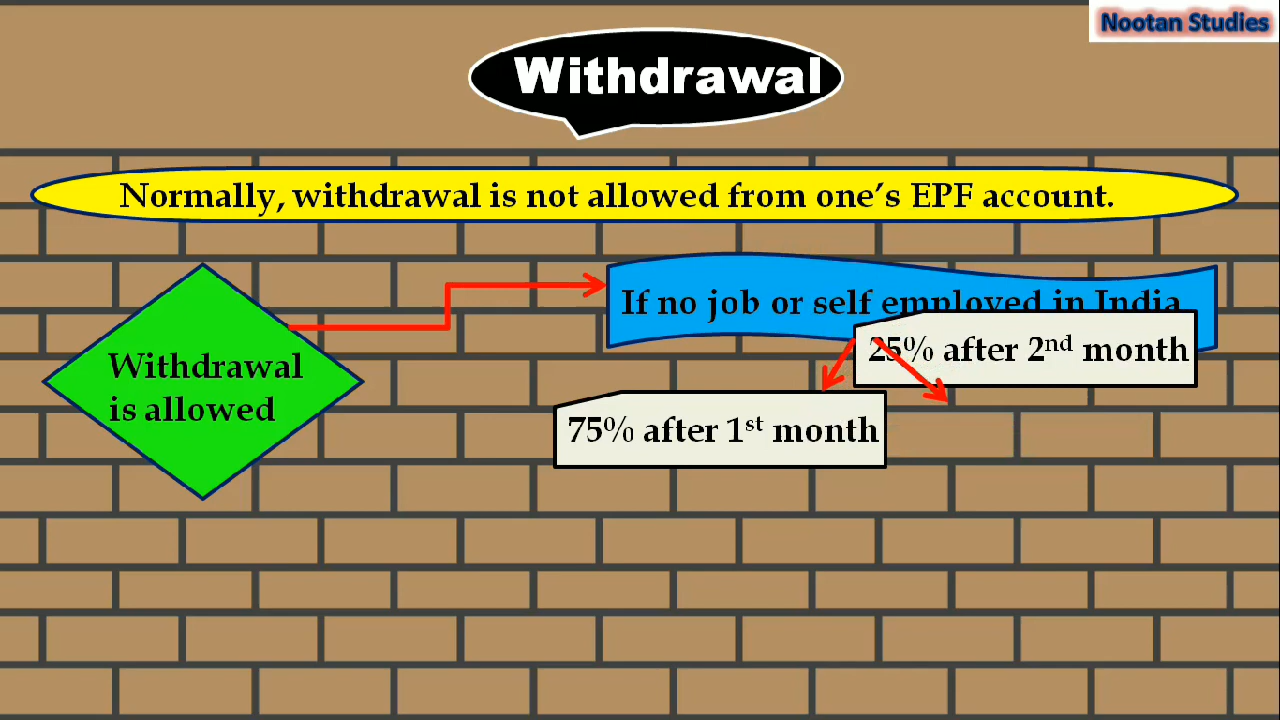 Nootan Studies
Withdrawal
Normally, withdrawal is not allowed from one’s EPF account.
If no job or self employed in India
25% after 2nd month
Withdrawal
is allowed
75% after 1st month